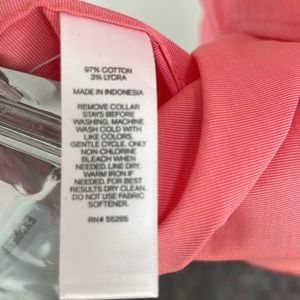 97% COTTON
3% LYCRA
MADE IN INDONESIA
REMOVE COLLAR
STAYS BEFORE
WASHING. MACHINE
WASH COLD WITH
LIKE COLORS.
GENTLE CYCLE. ONLY
NON-CHLORINE
BLEACH WHEN
NEEDED. LINE DRY.
WARM IRON IF
NEEDED. FOR BEST
RESULTS DRY CLEAN.
DO NOT USE FABRIC
SOFTENER.
RN# 55285